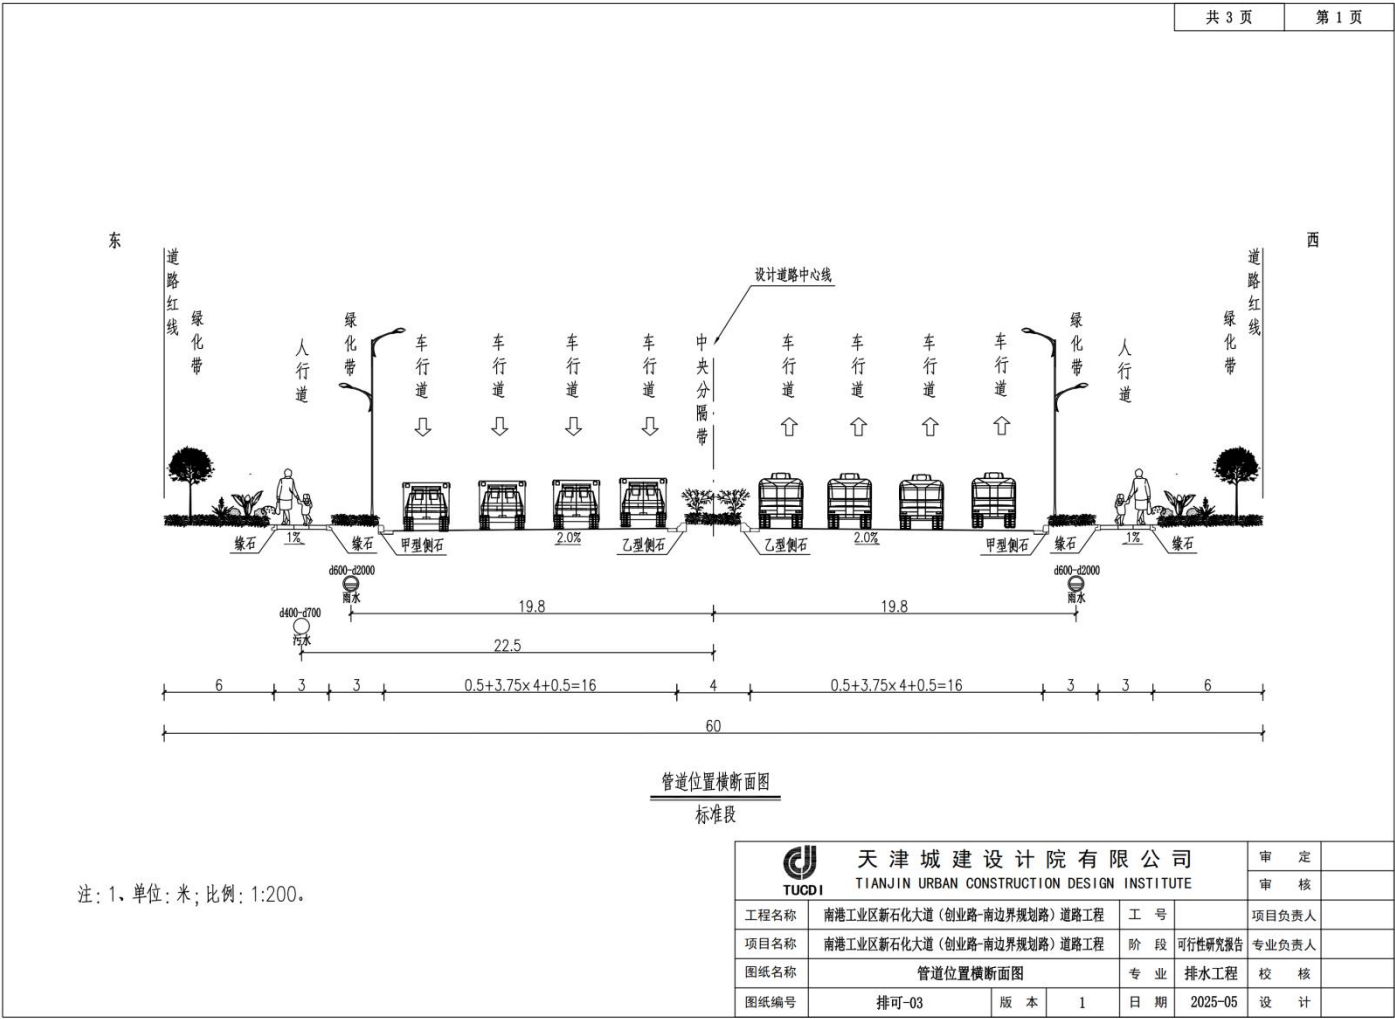 共 3 页
第 1 页
东
西
道路红线
绿化带
人行道
绿化带
车行道
车行道
车行道
车行道
中央分隔带
设计道路中心线
车行道
车行道
车行道
车行道
绿化带
人行道
绿化带
道路红线
缘石
1%
缘石
甲型侧石
2.0%
乙型侧石
乙型侧石
2.0%
甲型侧石
缘石
1%
缘石
d600-d2000
雨水
d600-d2000
雨水
19.8
19.8
d400-d700
污水
22.5
6
3
3
0.5+3.75×4+0.5=16
4
0.5+3.75×4+0.5=16
3
3
6
60
管道位置横断面图
标准段
注：1、单位：米；比例：1:200。
TUCDI
天津城建设计院有限公司
TIANJIN URBAN CONSTRUCTION DESIGN INSTITUTE
审 定
审 核
工程名称 南港工业区新石化大道（创业路-南边界规划路）道路工程 工 号 项目负责人
项目名称 南港工业区新石化大道（创业路-南边界规划路）道路工程 阶 段 可行性研究报告 专业负责人
图纸名称 管道位置横断面图 专 业 排水工程 校 核
图纸编号 排可-03 版 本 1 日 期 2025-05 设 计